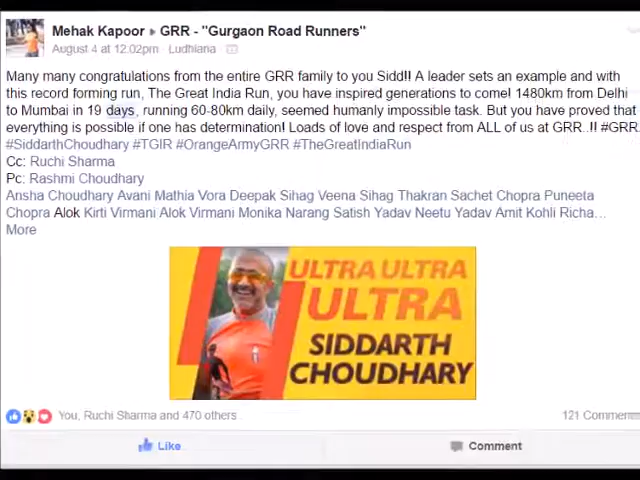 Mehak Kapoor ▸ GRR - "Gurgaon Road Runners"
August 4 at 12.02pm · Ludhiana ·
Many many congratulations from the entire GRR family to you Sidd!! A leader sets an example and with
this record forming run, The Great India Run, you have inspired generations to come! 1480km from Delhi
to Mumbai in 19 days, running 60-80km daily, seemed humanly impossible task. But you have proved that
everything is possible if one has determination! Loads of love and respect from ALL of us at GRR..!! #GRR
#SiddarthChoudhary #TGIR #OrangeArmyGRR #TheGreatIndiaRun
Cc: Ruchi Sharma
Pc: Rashmi Choudhary
Ansha Choudhary Avani Mathia Vora Deepak Sihag Veena Sihag Thakran Sachet Chopra Puneeta
Chopra Alok Kirti Virmani Alok Virmani Monika Narang Satish Yadav Neetu Yadav Amit Kohli Richa...
More
ULTRA ULTRA
ULTRA
SIDDARTH
CHOUDHARY
You, Ruchi Sharma and 470 others
121 Comments
Like
Comment